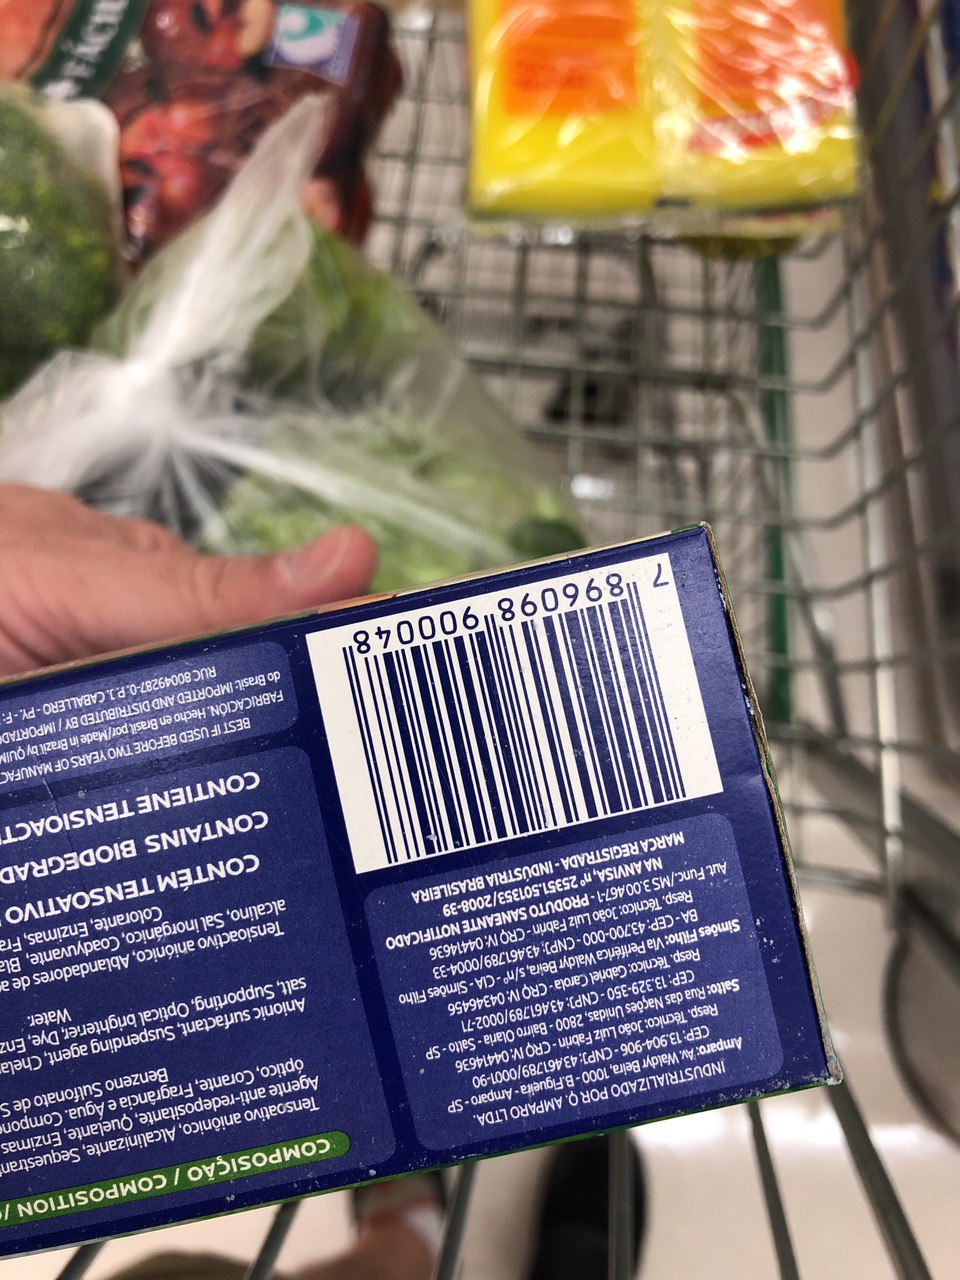 FÁCIL
COMPOSIÇÃO / COMPOSITION /
Tensoativo aniônico, Alcalinizante, Sequestrant
Agente anti-redepositante, Quelante, Enzimas
óptico, Corante, Fragrância e Água. Compon
Benzeno Sulfonato de S
Anionic surfactant, Suspending agent, Chela
salt, Supporting, Optical brightener, Dye, Enz
Water.
Tensioactivo aniónico, Ablandadores de a
alcalino, Sal inorgánico, Coadyuvante, Bla
Colorante, Enzimas, Fra
CONTÉM TENSOATIVO
CONTAINS BIODEGRAD
CONTIENE TENSIOACTI
BEST IF USED BEFORE TWO YEARS OF MANUFAC
FABRICACIÓN. Hecho en Brasil por/Made in Brazil by QUIM
do Brasil. IMPORTED AND DISTRIBUTED BY / IMPORTAD
RUC 80049287-0. P. J. CABALLERO - PY. - F.:
INDUSTRIALIZADO POR Q. AMPARO LTDA
Amparo: Av. Waldyr Beira, 1000 - B. Figueira - Amparo - SP
CEP: 13.904-906 - CNPJ: 43.461.789/0001-90
Resp. Técnico: João Luiz Fabrin - CRQ IV: 04414636
Salto: Rua das Nações Unidas, 2800 - Bairro Olaria - Salto - SP
CEP 13.329-350 - CNPJ: 43.461.789/0002-71
Resp. Técnico: Gabriel Carola - CRQ IV: 04346456
Simões Filho: Via Periférica Waldyr Beira, s/nº, - CIA - Simões Filho
BA - CEP: 43.700-000 - CNPJ: 43.461.789/0004-33
Resp. Técnico: João Luiz Fabrin - CRQ IV: 04414636
Aut. Func./MS 3.00.467-1 - PRODUTO SANEANTE NOTIFICADO
NA ANVISA, nº 25351.501353/2008-39
MARCA REGISTRADA - INDÚSTRIA BRASILEIRA
7 896098 900048